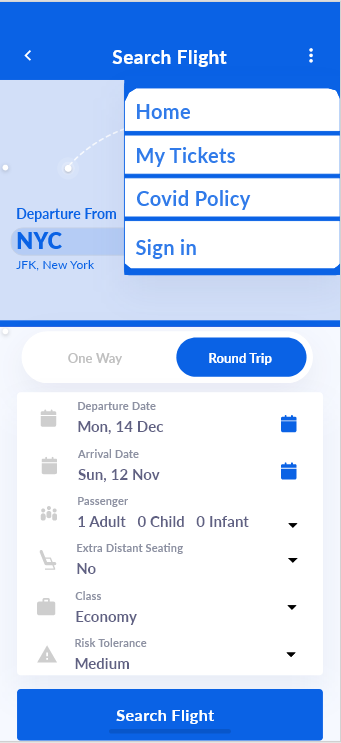 Search Flight
Home
My Tickets
Covid Policy
Sign in
Departure From
NYC
JFK, New York
One Way
Round Trip
Departure Date
Mon, 14 Dec
Arrival Date
Sun, 12 Nov
Passenger
1 Adult 0 Child 0 Infant
Extra Distant Seating
No
Class
Economy
Risk Tolerance
Medium
Search Flight